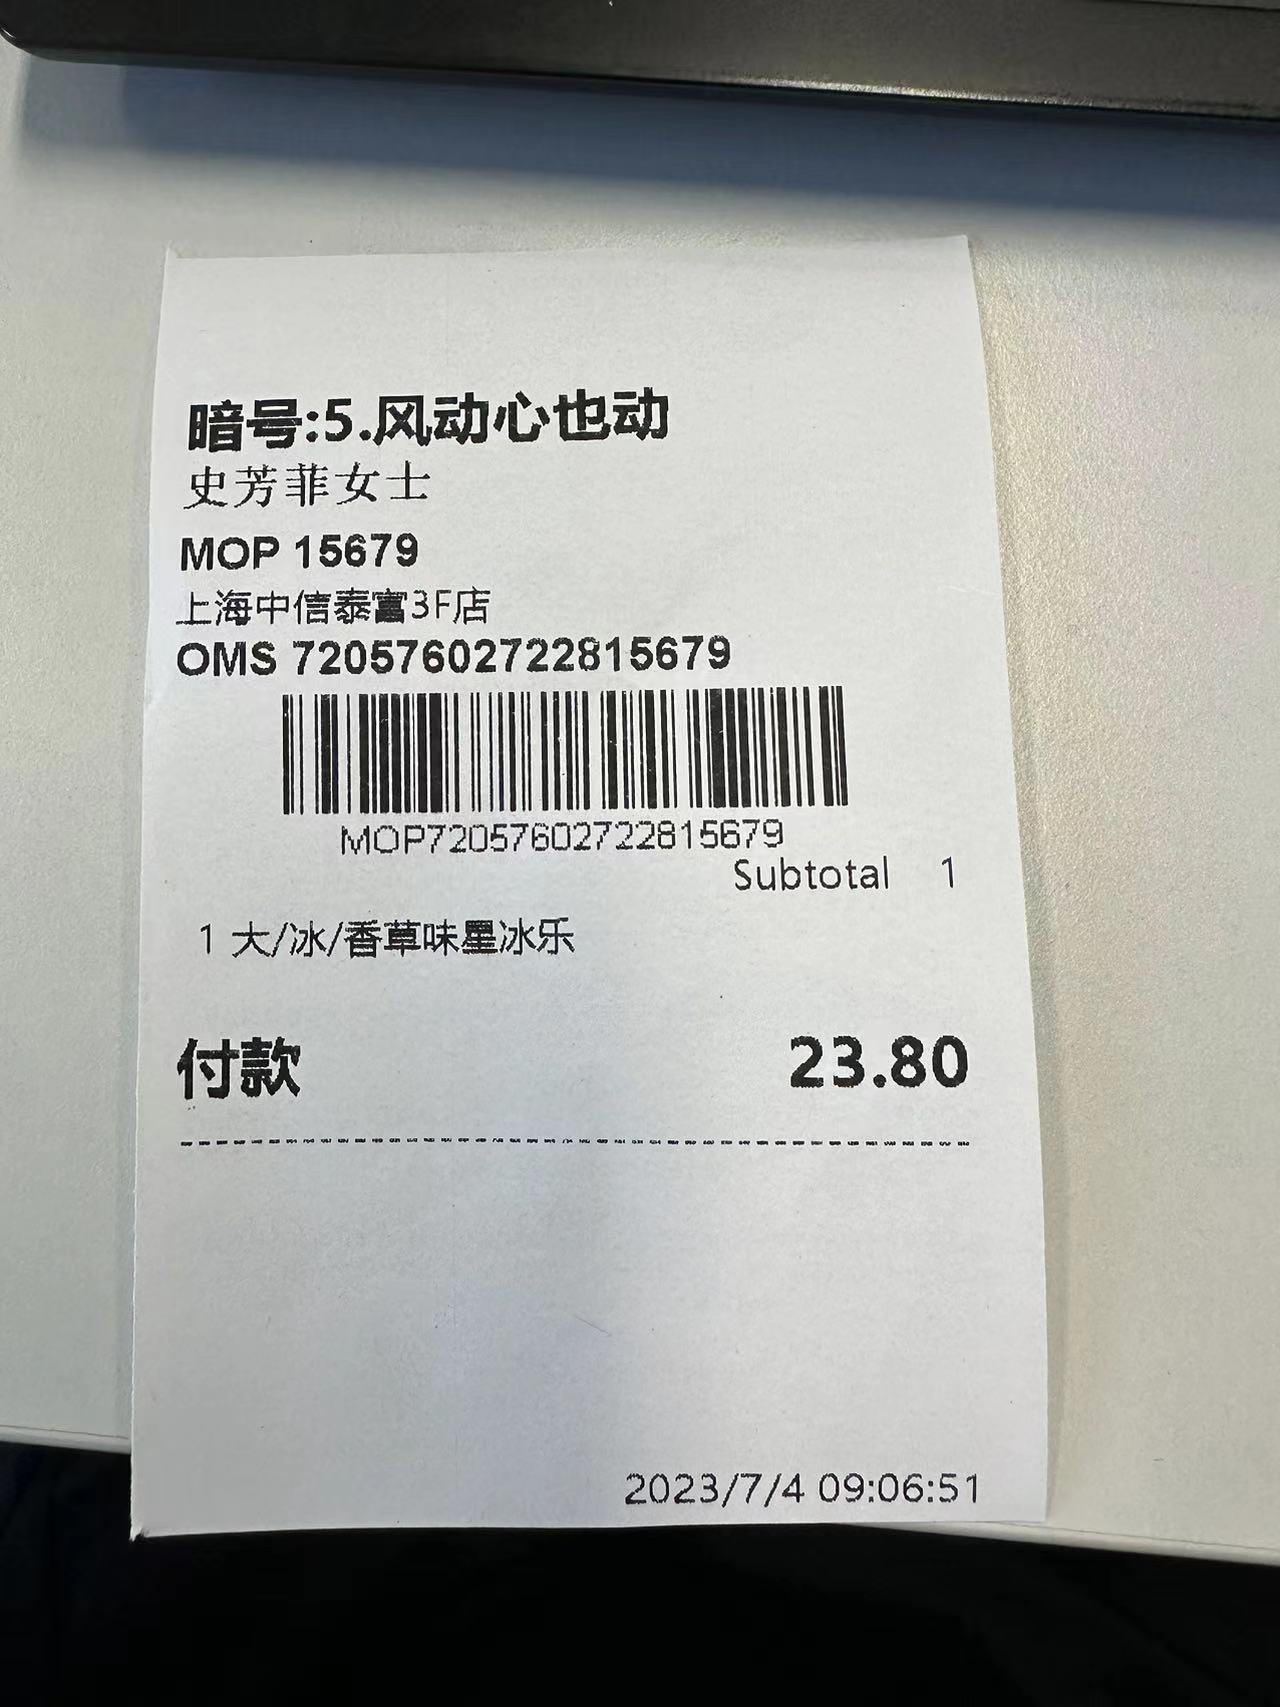 暗号:5.风动心也动
史芳菲女士
MOP 15679
上海中信泰富3F店
OMS 72057602722815679
MOP72057602722815679
Subtotal 1
1 大/冰/香草味星冰乐
付款 23.80
2023/7/4 09:06:51